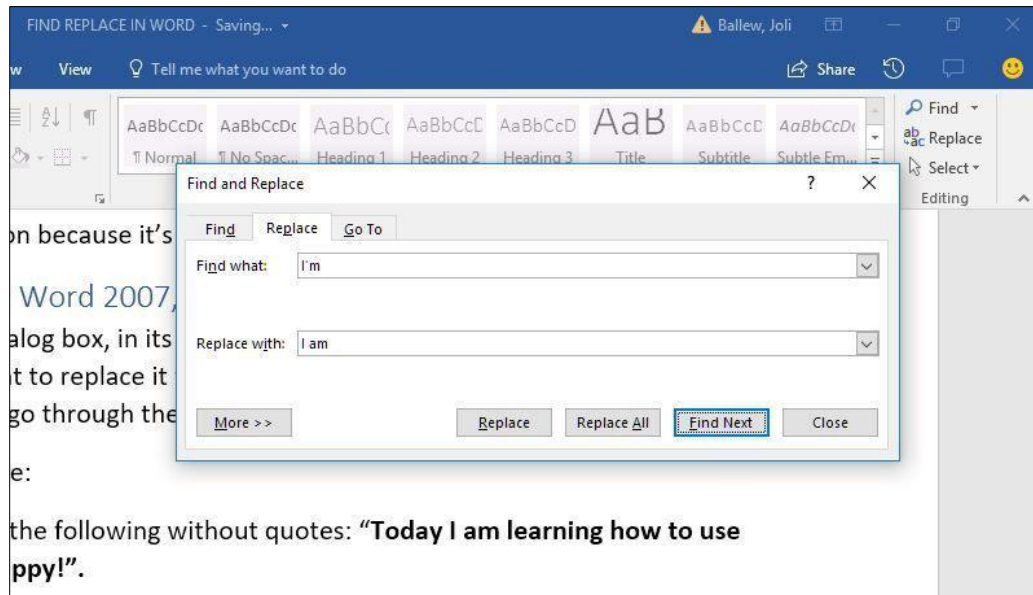 FIND REPLACE IN WORD - Saving...
Ballew, Joli
w View Tell me what you want to do Share
AaBbCcDc AaBbCcDc AaBbCc AaBbCcD AaBbCcD AaB AaBbCcD AaBbCcDc
¶ Normal ¶ No Spac... Heading 1 Heading 2 Heading 3 Title Subtitle Subtle Em...
Find
Replace
Select
Editing
Find and Replace ?
Find Replace Go To
Find what: I'm
Replace with: I am
More >> Replace Replace All Find Next Close
on because it's
Word 2007,
alog box, in its
t to replace it
go through the
e:
the following without quotes: “Today I am learning how to use
ppy!”.